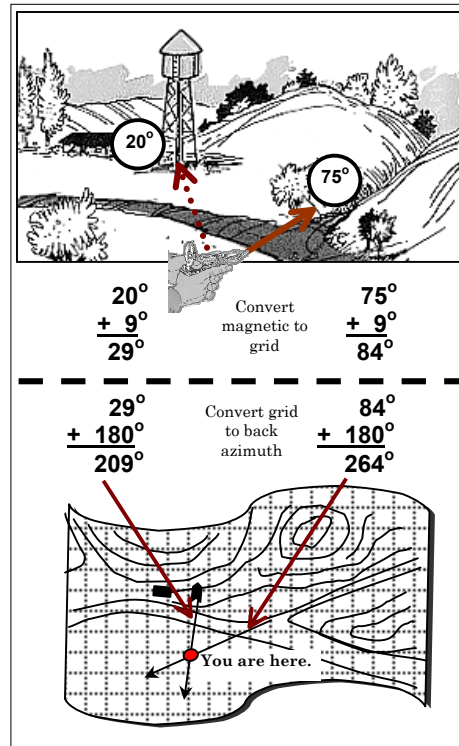 20°
75°
20°
+ 9°
29°
Convert
magnetic to
grid
75°
+ 9°
84°
29°
+ 180°
209°
Convert grid
to back
azimuth
84°
+ 180°
264°
You are here.